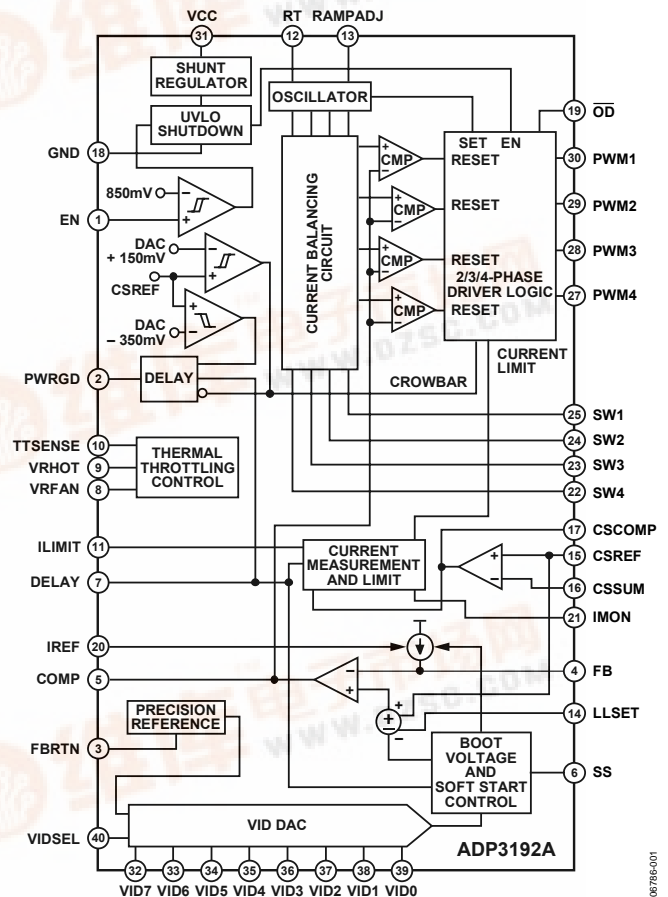 VCC
RT RAMPADJ
31
12
13
SHUNT
REGULATOR
OSCILLATOR
UVLO
SHUTDOWN
19 OD
SET EN
GND 18
CMP
RESET
30 PWM1
850mV
EN 1
CMP
RESET
29 PWM2
DAC
+ 150mV
CSREF
CURRENT BALANCING
CIRCUIT
CMP
RESET
28 PWM3
2/3/4-PHASE
DRIVER LOGIC
DAC
– 350mV
CMP
RESET
27 PWM4
CURRENT
LIMIT
PWRGD 2
DELAY
CROWBAR
25 SW1
24 SW2
23 SW3
22 SW4
TTSENSE 10
VRHOT 9
VRFAN 8
THERMAL
THROTTLING
CONTROL
17 CSCOMP
ILIMIT 11
CURRENT
MEASUREMENT
AND LIMIT
15 CSREF
DELAY 7
16 CSSUM
21 IMON
IREF 20
COMP 5
4 FB
PRECISION
REFERENCE
14 LLSET
FBRTN 3
BOOT
VOLTAGE
AND
SOFT START
CONTROL
6 SS
VIDSEL 40
VID DAC
ADP3192A
32 33 34 35 36 37 38 39
VID7 VID6 VID5 VID4 VID3 VID2 VID1 VID0
06786-001
WWW.DZSC.COM